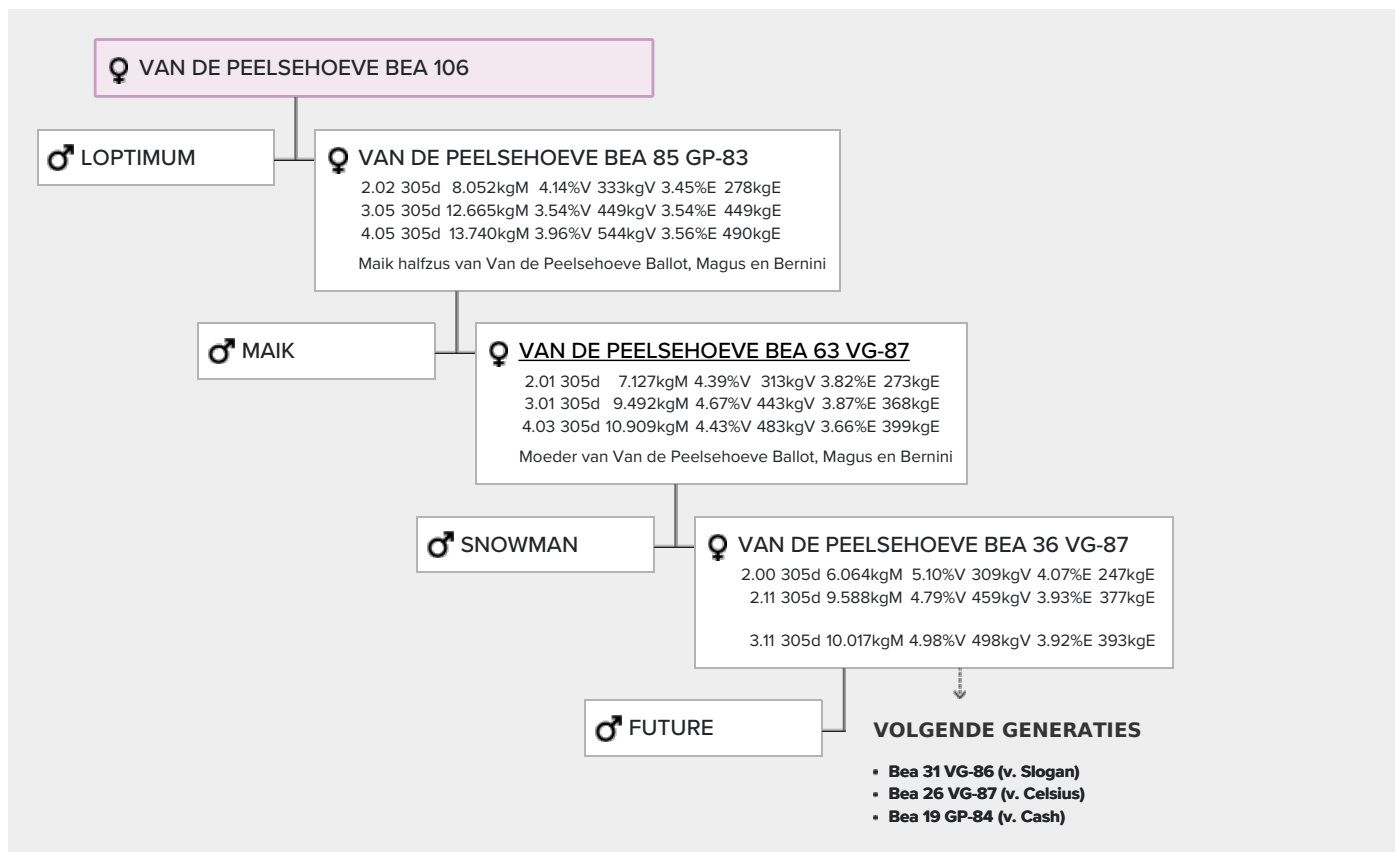 VAN DE PEELSEHOEVE BEA 106
LOPTIMUM
VAN DE PEELSEHOEVE BEA 85 GP-83
2.02 305d 8.052kgM 4.14%V 333kgV 3.45%E 278kgE
3.05 305d 12.665kgM 3.54%V 449kgV 3.54%E 449kgE
4.05 305d 13.740kgM 3.96%V 544kgV 3.56%E 490kgE
Maik halfzus van Van de Peelsehoeve Ballot, Magus en Bernini
MAIK
VAN DE PEELSEHOEVE BEA 63 VG-87
2.01 305d 7.127kgM 4.39%V 313kgV 3.82%E 273kgE
3.01 305d 9.492kgM 4.67%V 443kgV 3.87%E 368kgE
4.03 305d 10.909kgM 4.43%V 483kgV 3.66%E 399kgE
Moeder van Van de Peelsehoeve Ballot, Magus en Bernini
SNOWMAN
VAN DE PEELSEHOEVE BEA 36 VG-87
2.00 305d 6.064kgM 5.10%V 309kgV 4.07%E 247kgE
2.11 305d 9.588kgM 4.79%V 459kgV 3.93%E 377kgE
3.11 305d 10.017kgM 4.98%V 498kgV 3.92%E 393kgE
FUTURE
VOLGENDE GENERATIES
• Bea 31 VG-86 (v. Slogan)
• Bea 26 VG-87 (v. Celsius)
• Bea 19 GP-84 (v. Cash)